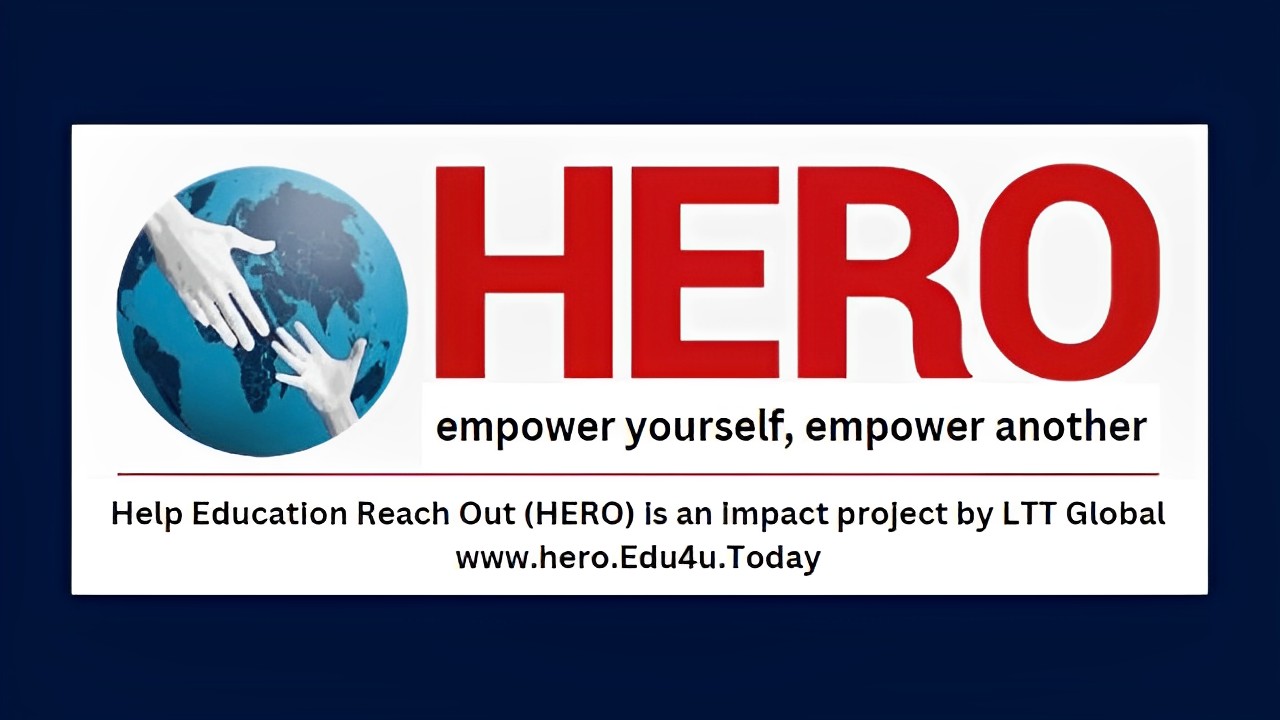 HERO
empower yourself, empower another
Help Education Reach Out (HERO) is an impact project by LTT Global
www.hero.Edu4u.Today